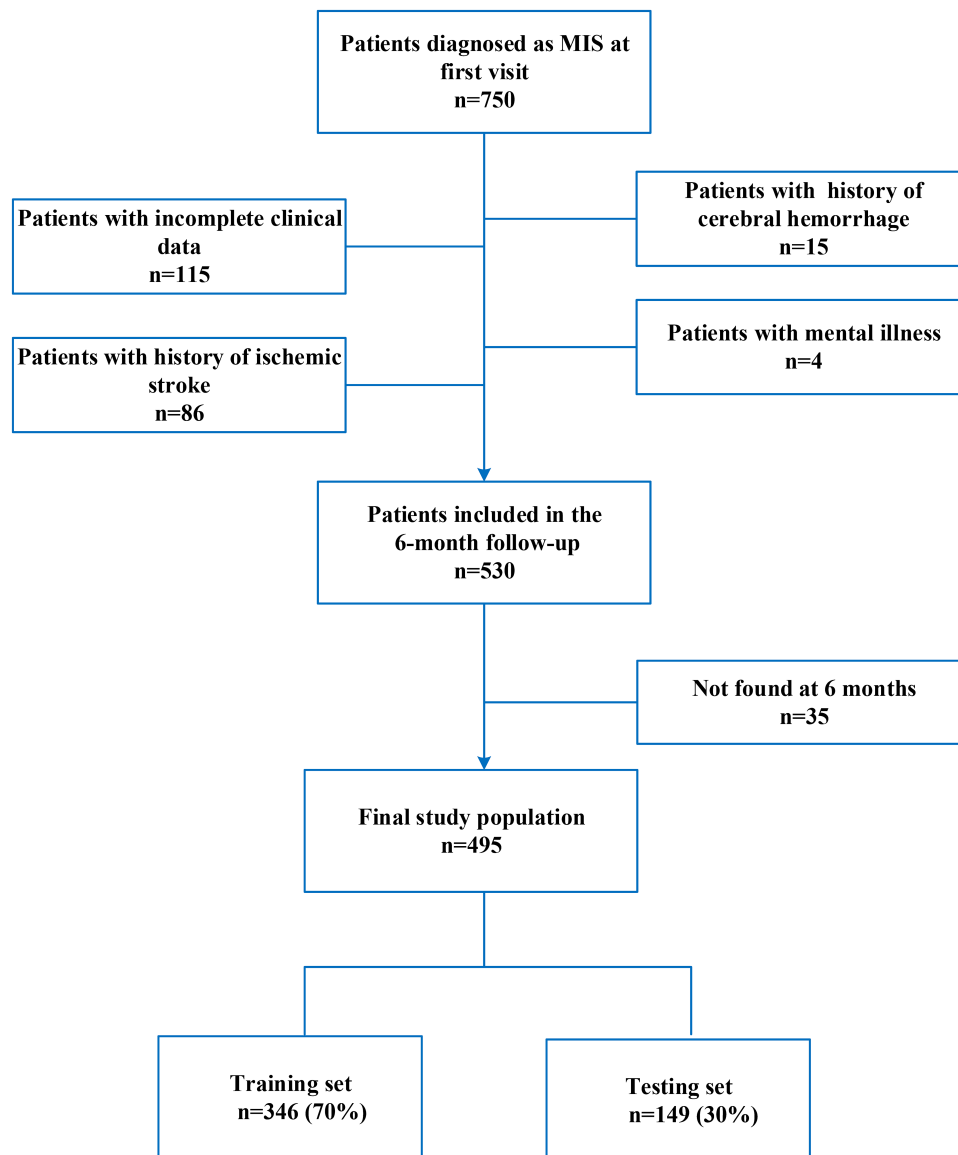 Patients diagnosed as MIS at
first visit
n=750
Patients with incomplete clinical
data
n=115
Patients with history of
cerebral hemorrhage
n=15
Patients with history of ischemic
stroke
n=86
Patients with mental illness
n=4
Patients included in the
6-month follow-up
n=530
Not found at 6 months
n=35
Final study population
n=495
Training set
n=346 (70%)
Testing set
n=149 (30%)